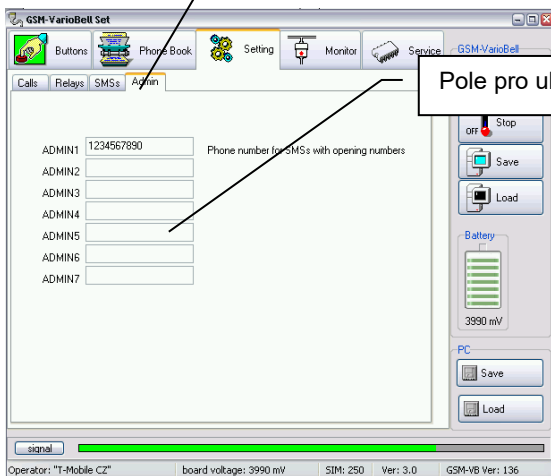 GSM-VarioBell Set
Buttons Phone Book Setting Monitor Service
GSM-VarioBell
Calls Relays SMSs Admin
Pole pro ul
OFF Stop
Save
Load
ADMIN1 1234567890 Phone number for SMSs with opening numbers
ADMIN2
ADMIN3
ADMIN4
ADMIN5
ADMIN6
ADMIN7
Battery
3990 mV
PC
Save
Load
signal
Operator: "T-Mobile CZ" board voltage: 3990 mV SIM: 250 Ver: 3.0 GSM-VB Ver: 136